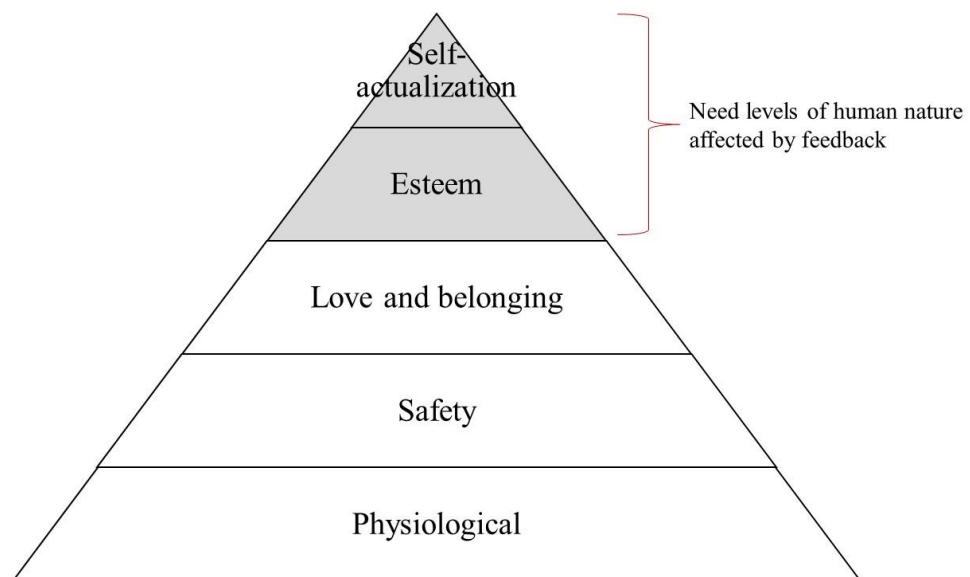 Self-
actualization
Need levels of human nature
affected by feedback
Esteem
Love and belonging
Safety
Physiological